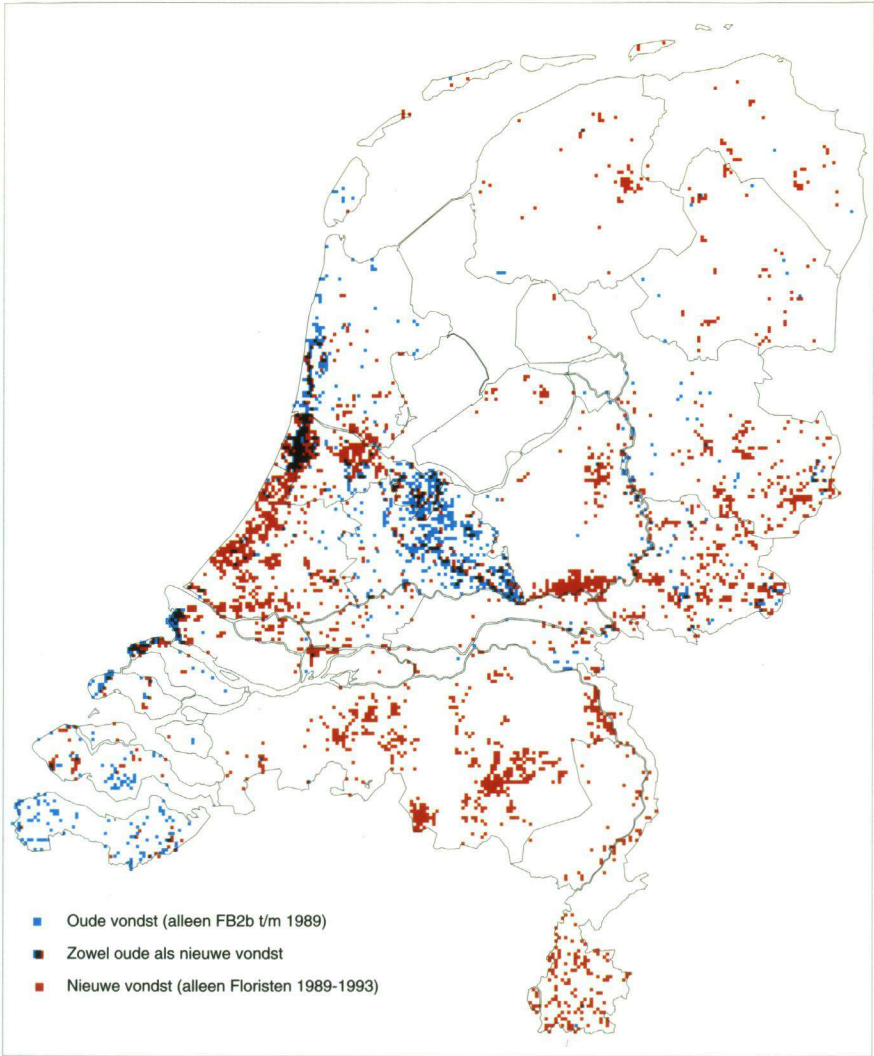 Oude vondst (alleen FB2b t/m 1989)
Zowel oude als nieuwe vondst
Nieuwe vondst (alleen Floristen 1989-1993)